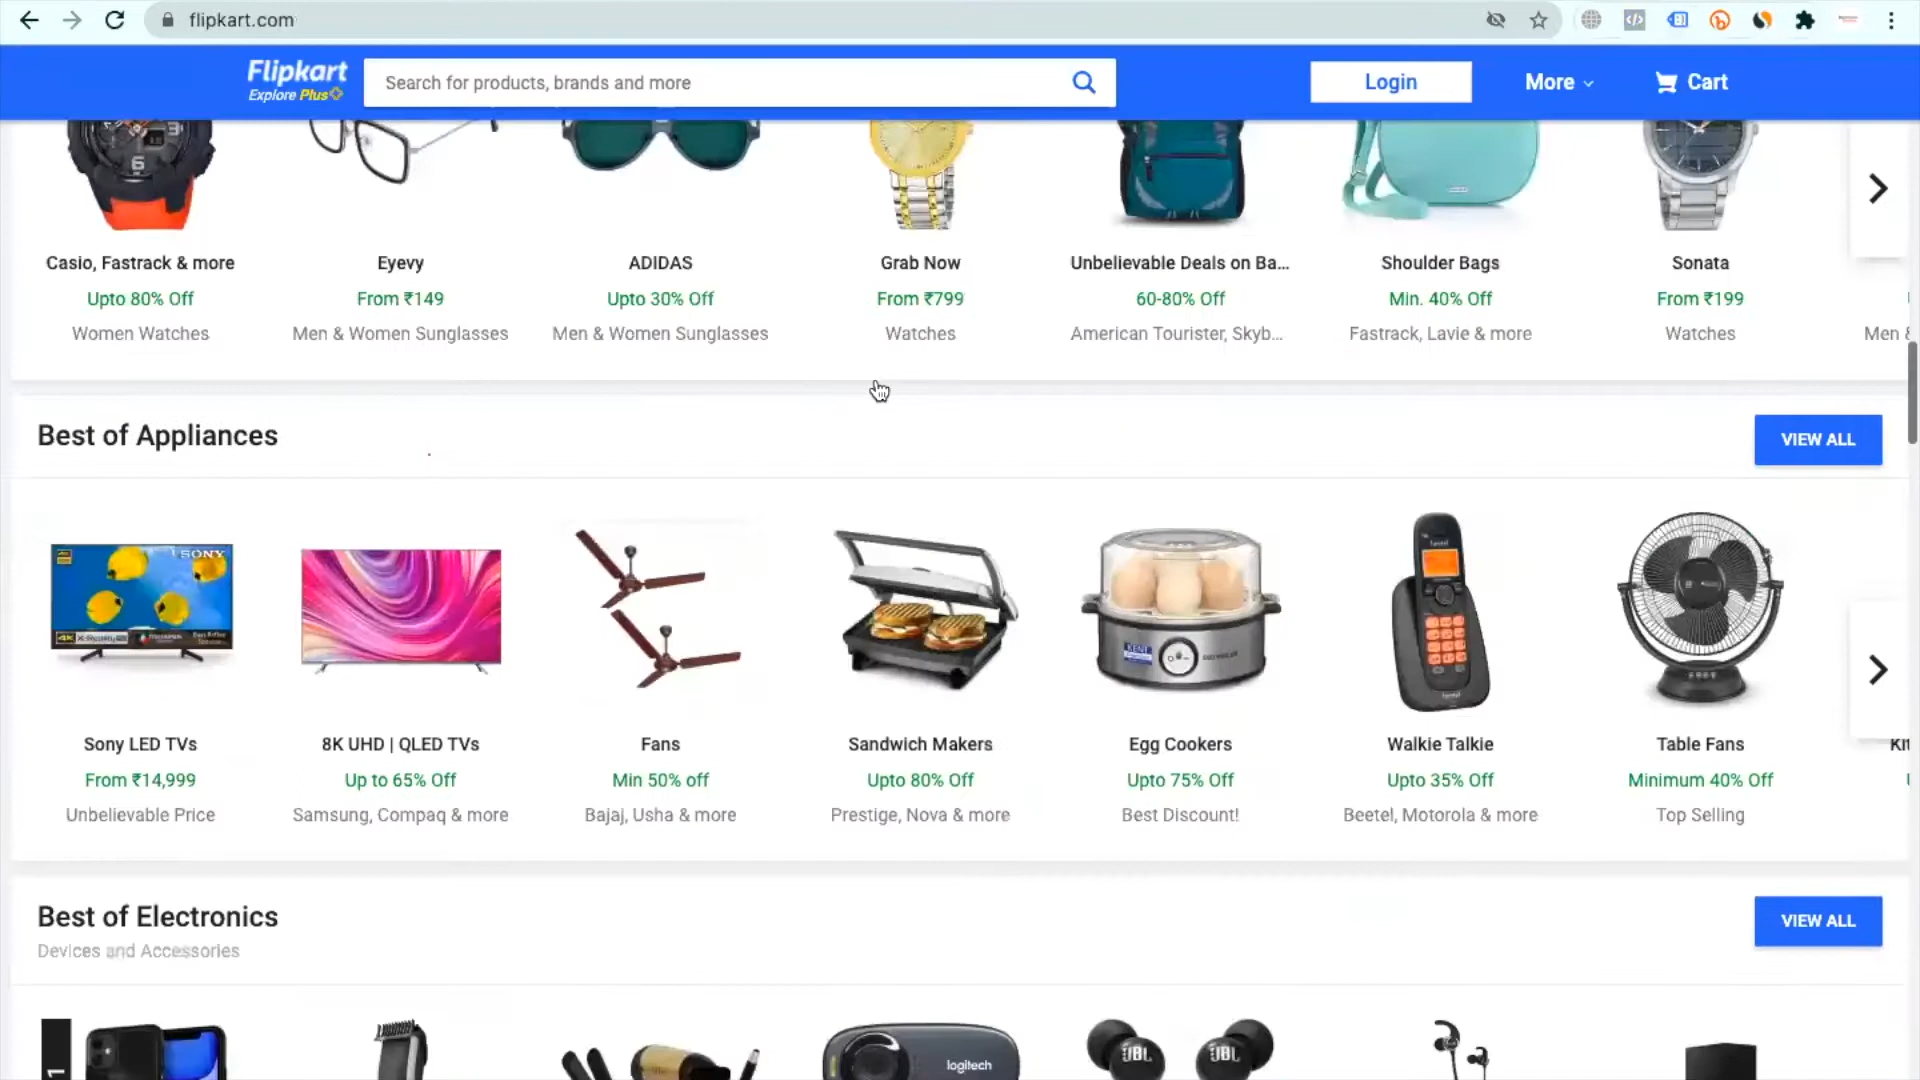 flipkart.com
Flipkart
Explore Plus
Search for products, brands and more
Login
More
Cart
Casio, Fastrack & more
Upto 80% Off
Women Watches
Eyevy
From ₹149
Men & Women Sunglasses
ADIDAS
Upto 30% Off
Men & Women Sunglasses
Grab Now
From ₹799
Watches
Unbelievable Deals on Ba...
60-80% Off
American Tourister, Skyb...
Shoulder Bags
Min. 40% Off
Fastrack, Lavie & more
Sonata
From ₹199
Watches
Men &
Best of Appliances
VIEW ALL
SONY
4K
Sony LED TVs
From ₹14,999
Unbelievable Price
8K UHD | QLED TVs
Up to 65% Off
Samsung, Compaq & more
Fans
Min 50% off
Bajaj, Usha & more
Sandwich Makers
Upto 80% Off
Prestige, Nova & more
KENT
Egg Cookers
Upto 75% Off
Best Discount!
beetel
Walkie Talkie
Upto 35% Off
Beetel, Motorola & more
Table Fans
Minimum 40% Off
Top Selling
Kit
Best of Electronics
Devices and Accessories
VIEW ALL
logitech
JBL
JBL